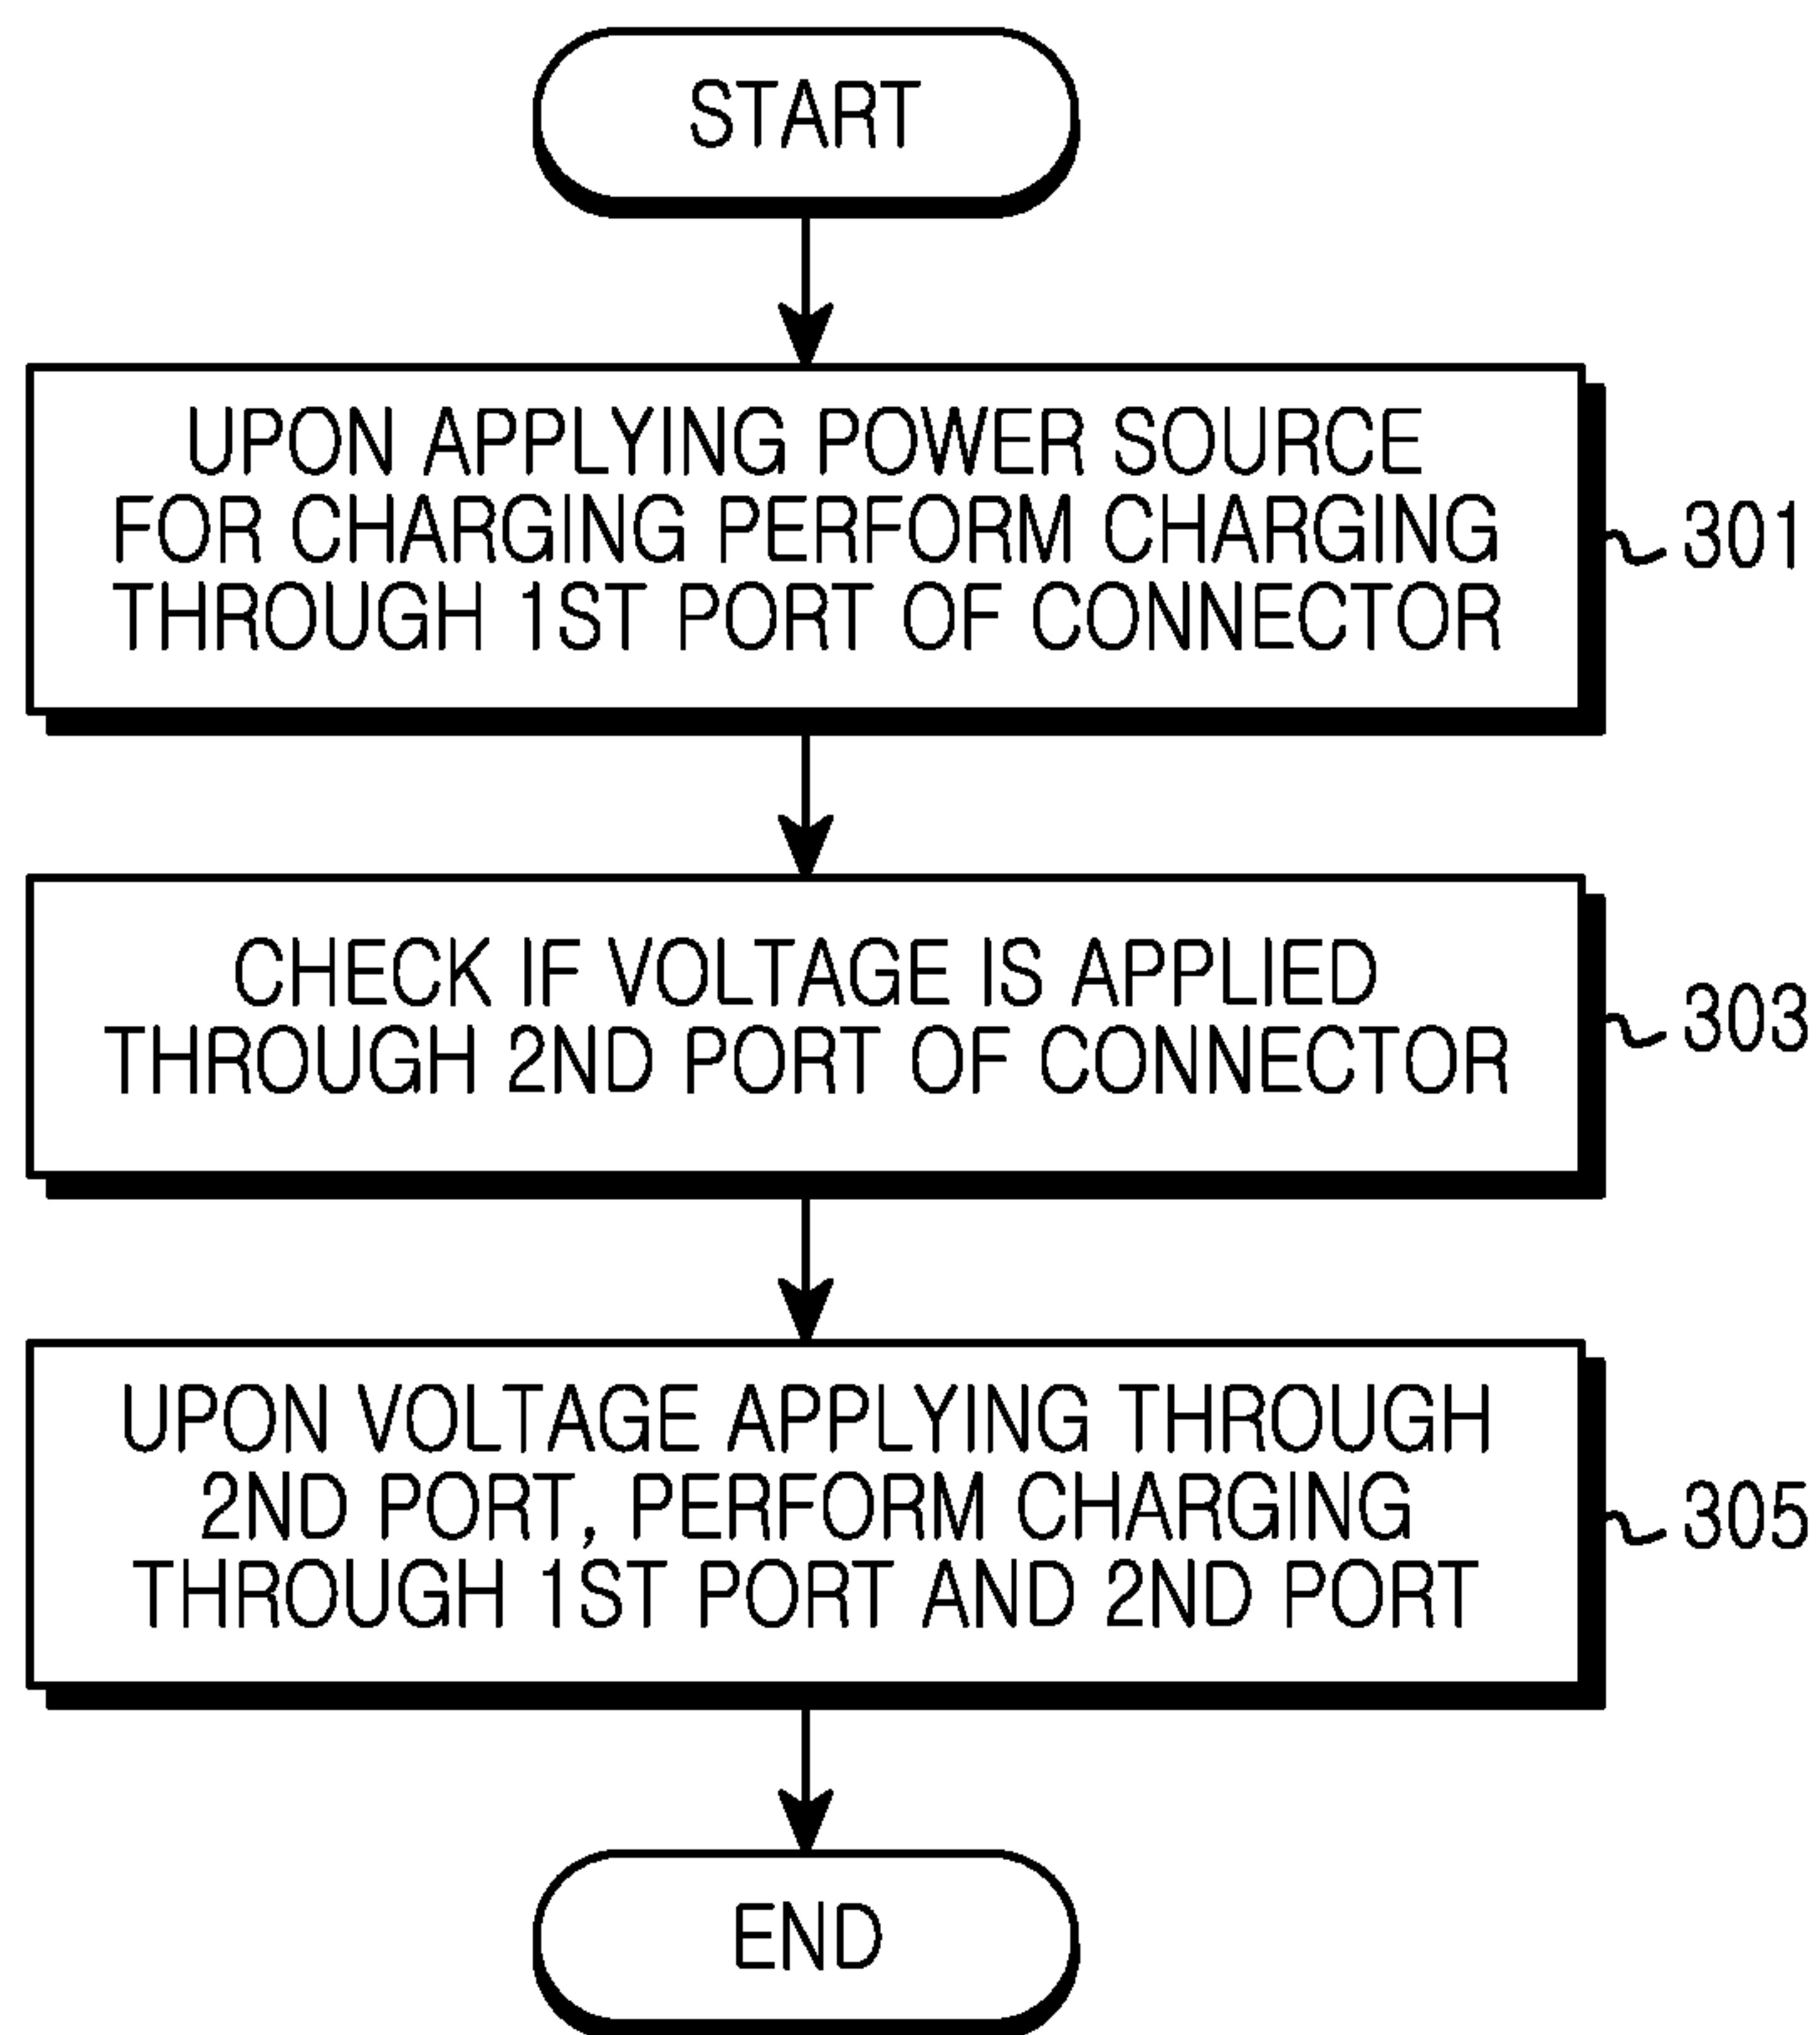 START
UPON APPLYING POWER SOURCE
FOR CHARGING PERFORM CHARGING
THROUGH 1ST PORT OF CONNECTOR
301
CHECK IF VOLTAGE IS APPLIED
THROUGH 2ND PORT OF CONNECTOR
303
UPON VOLTAGE APPLYING THROUGH
2ND PORT, PERFORM CHARGING
THROUGH 1ST PORT AND 2ND PORT
305
END